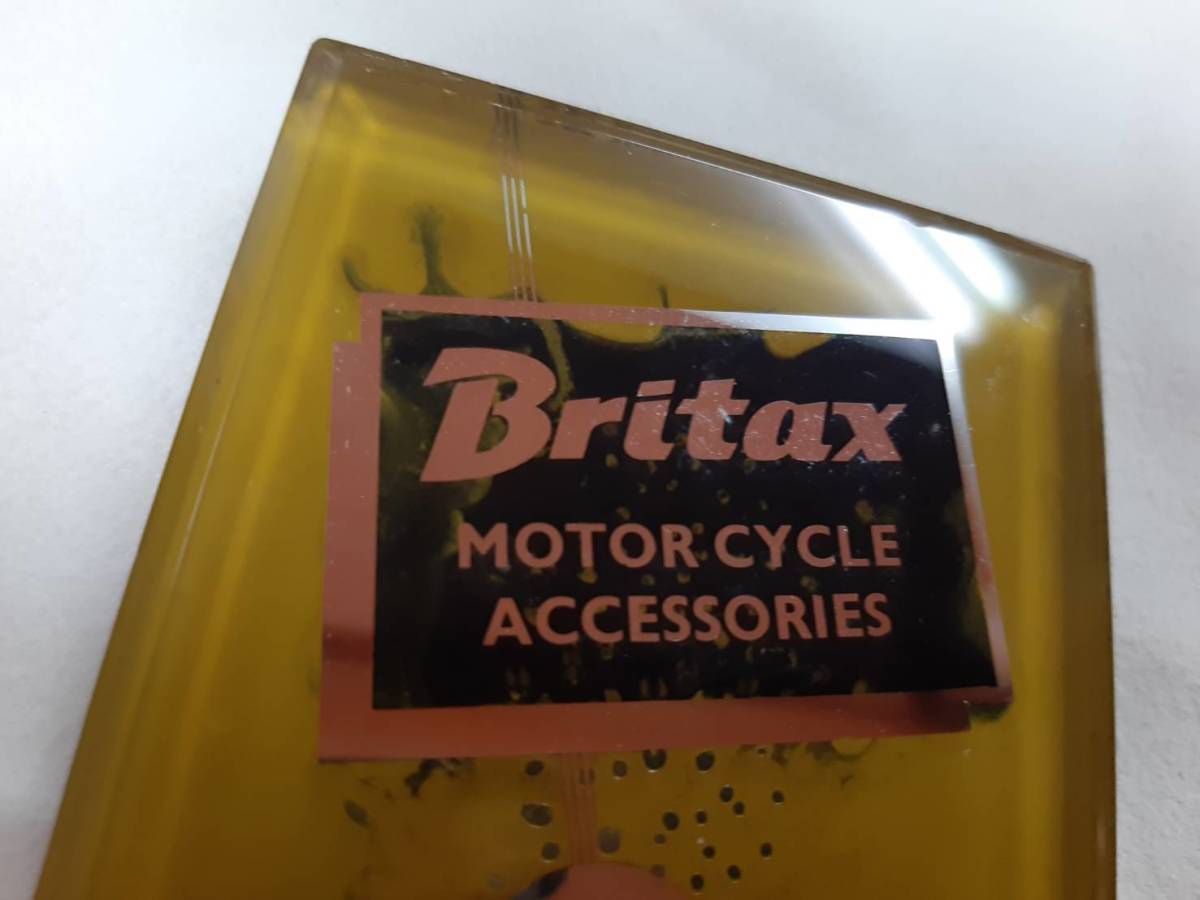 Britax
MOTOR CYCLE
ACCESSORIES